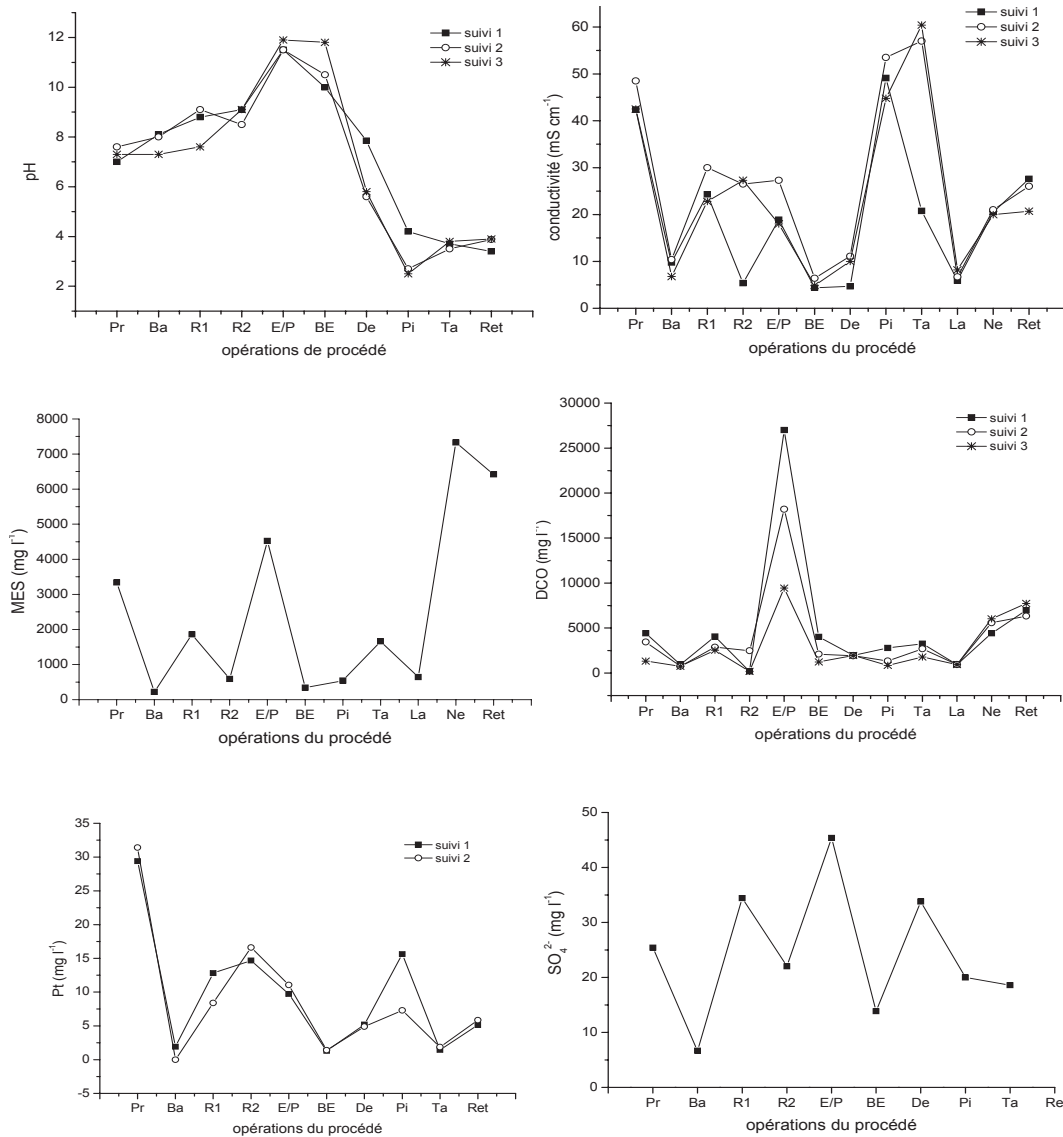 suivi 1
suivi 2
suivi 3
pH
12
10
8
6
4
2
Pr Ba R1 R2 E/P BE De Pi Ta Ret
opérations de procédé
suivi 1
suivi 2
suivi 3
conductivité (mS cm⁻¹)
60
50
40
30
20
10
0
Pr Ba R1 R2 E/P BE De Pi Ta La Ne Ret
opérations du procédé
MES (mg l⁻¹)
8000
7000
6000
5000
4000
3000
2000
1000
0
Pr Ba R1 R2 E/P BE Pi Ta La Ne Ret
opérations du procédé
suivi 1
suivi 2
suivi 3
DCO (mg l⁻¹)
30000
25000
20000
15000
10000
5000
0
Pr Ba R1 R2 E/P BE De Pi Ta La Ne Ret
opérations du procédé
suivi 1
suivi 2
Pt (mg l⁻¹)
35
30
25
20
15
10
5
0
-5
Pr Ba R1 R2 E/P BE De Pi Ta Ret
opérations du procédé
SO₄²⁻ (mg l⁻¹)
50
40
30
20
10
0
Pr Ba R1 R2 E/P BE De Pi Ta Re
opérations du procédé